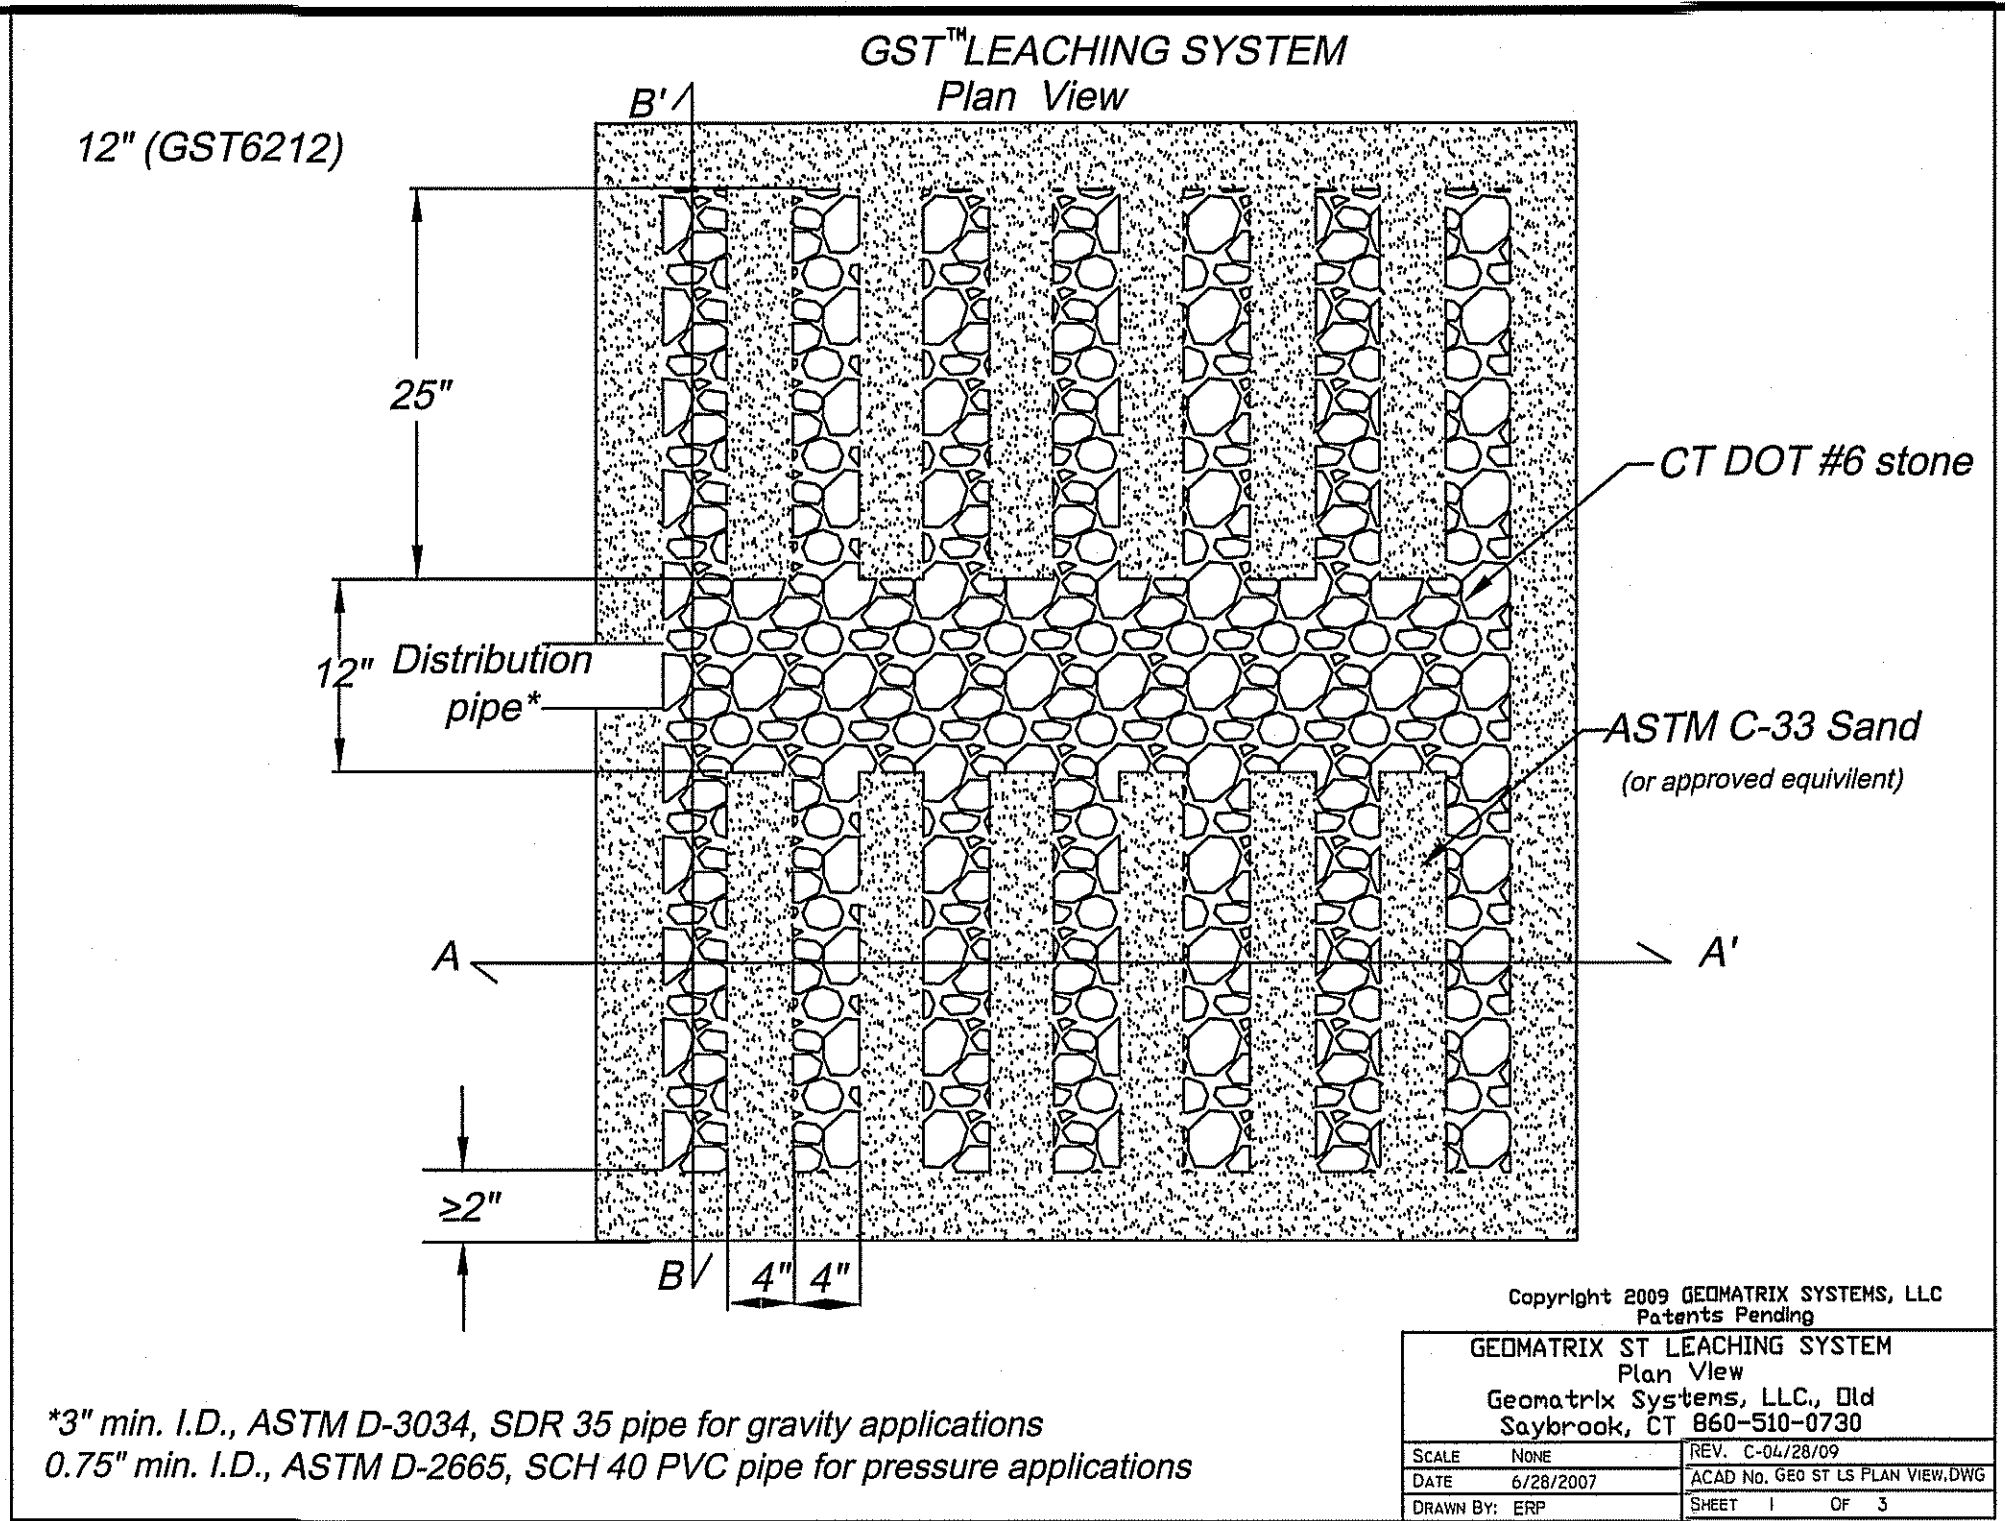 GST™ LEACHING SYSTEM
Plan View
12" (GST6212)
B'
25"
CT DOT #6 stone
12"
Distribution
pipe*
ASTM C-33 Sand
(or approved equivilent)
A
A'
≥2"
B
4"
4"
Copyright 2009 GEOMATRIX SYSTEMS, LLC
Patents Pending
GEOMATRIX ST LEACHING SYSTEM
Plan View
Geomatrix Systems, LLC., Old
Saybrook, CT 860-510-0730
SCALE NONE
REV. C-04/28/09
DATE 6/28/2007
ACAD No. GEO ST LS PLAN VIEW.DWG
DRAWN BY: ERP
SHEET 1 OF 3
*3" min. I.D., ASTM D-3034, SDR 35 pipe for gravity applications
0.75" min. I.D., ASTM D-2665, SCH 40 PVC pipe for pressure applications